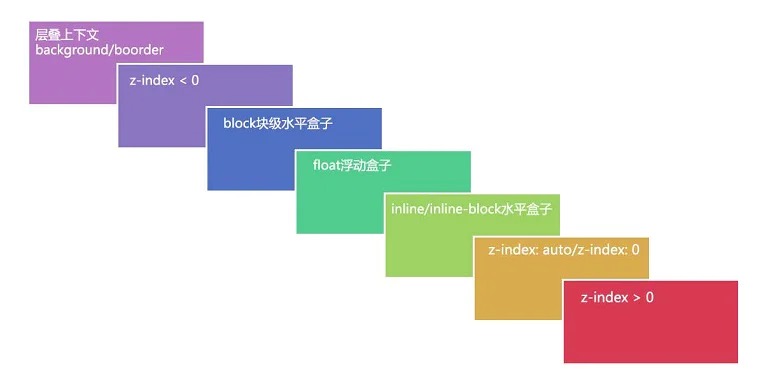 层叠上下文
background/boorder
z-index < 0
block块级水平盒子
float浮动盒子
inline/inline-block水平盒子
z-index: auto/z-index: 0
z-index > 0